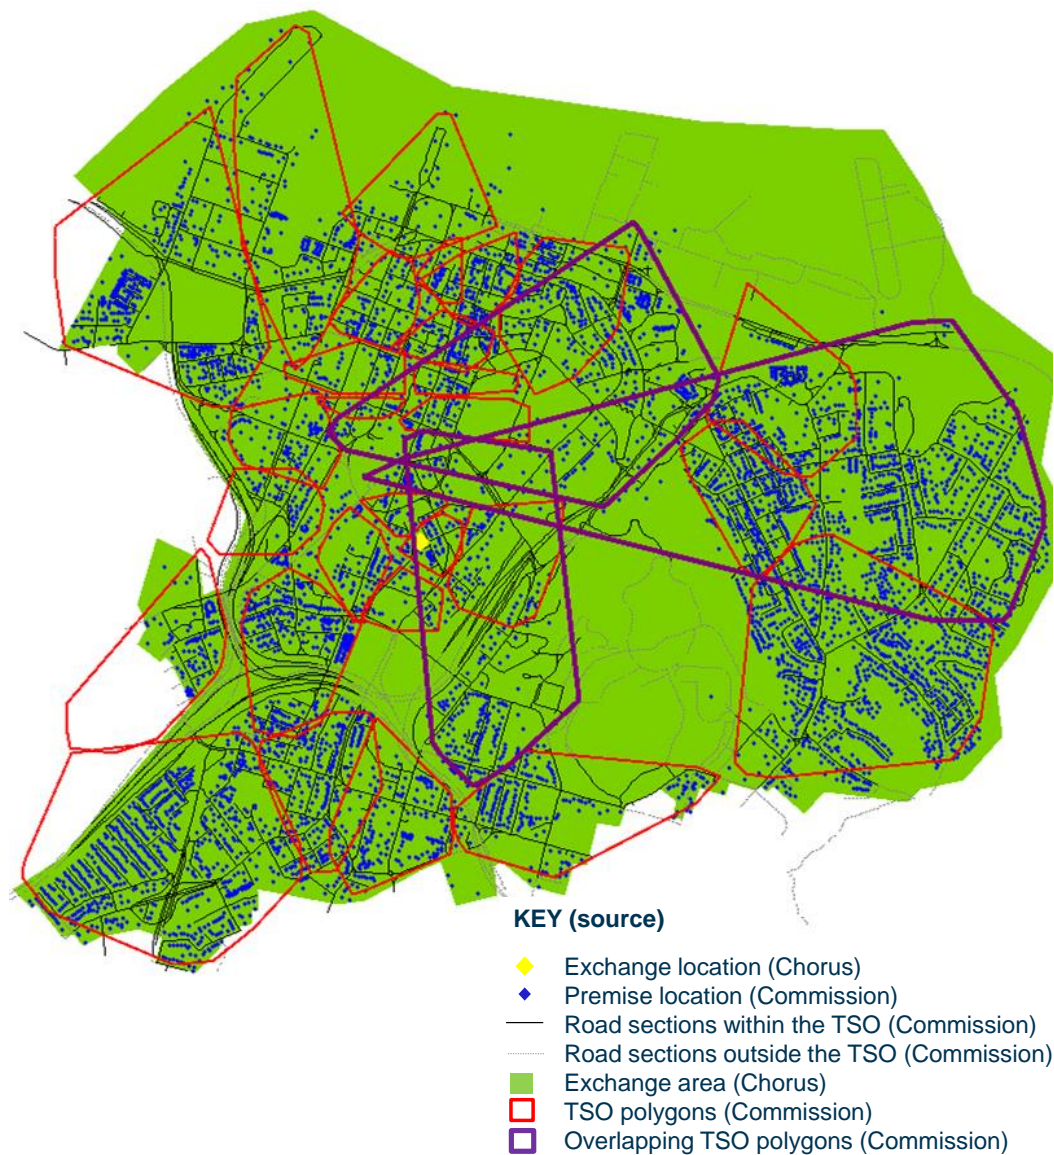 KEY (source)
Exchange location (Chorus)
Premise location (Commission)
Road sections within the TSO (Commission)
Road sections outside the TSO (Commission)
Exchange area (Chorus)
TSO polygons (Commission)
Overlapping TSO polygons (Commission)